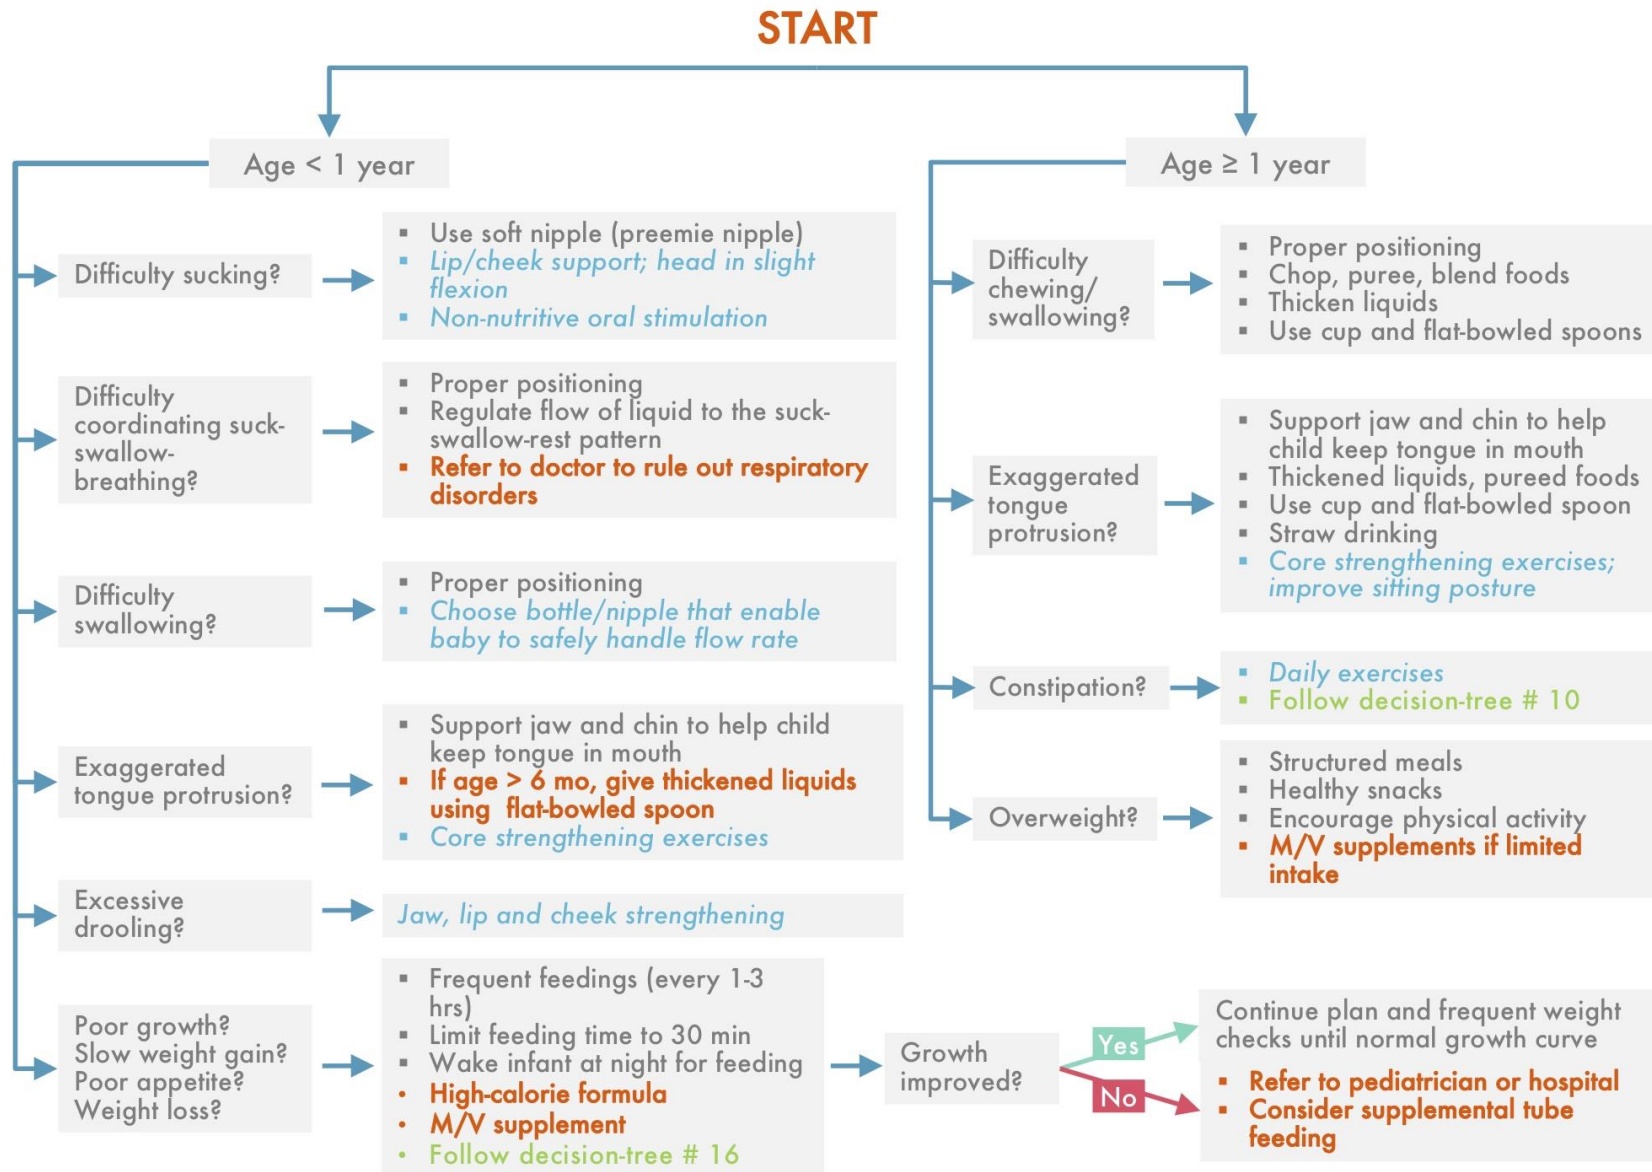 START
Age < 1 year
Difficulty sucking?
▪ Use soft nipple (preemie nipple)
▪ Lip/cheek support; head in slight
flexion
▪ Non-nutritive oral stimulation
Difficulty
coordinating suck-
swallow-
breathing?
▪ Proper positioning
▪ Regulate flow of liquid to the suck-
swallow-rest pattern
▪ Refer to doctor to rule out respiratory
disorders
Difficulty
swallowing?
▪ Proper positioning
▪ Choose bottle/nipple that enable
baby to safely handle flow rate
Exaggerated
tongue protrusion?
▪ Support jaw and chin to help child
keep tongue in mouth
▪ If age > 6 mo, give thickened liquids
using flat-bowled spoon
▪ Core strengthening exercises
Excessive
drooling?
Jaw, lip and cheek strengthening
Poor growth?
Slow weight gain?
Poor appetite?
Weight loss?
▪ Frequent feedings (every 1-3
hrs)
▪ Limit feeding time to 30 min
▪ Wake infant at night for feeding
• High-calorie formula
• M/V supplement
• Follow decision-tree # 16
Growth
improved?
Yes
Continue plan and frequent weight
checks until normal growth curve
No
▪ Refer to pediatrician or hospital
▪ Consider supplemental tube
feeding
Age ≥ 1 year
Difficulty
chewing/
swallowing?
▪ Proper positioning
▪ Chop, puree, blend foods
▪ Thicken liquids
▪ Use cup and flat-bowled spoons
Exaggerated
tongue
protrusion?
▪ Support jaw and chin to help
child keep tongue in mouth
▪ Thickened liquids, pureed foods
▪ Use cup and flat-bowled spoon
▪ Straw drinking
▪ Core strengthening exercises;
improve sitting posture
Constipation?
▪ Daily exercises
▪ Follow decision-tree # 10
Overweight?
▪ Structured meals
▪ Healthy snacks
▪ Encourage physical activity
▪ M/V supplements if limited
intake